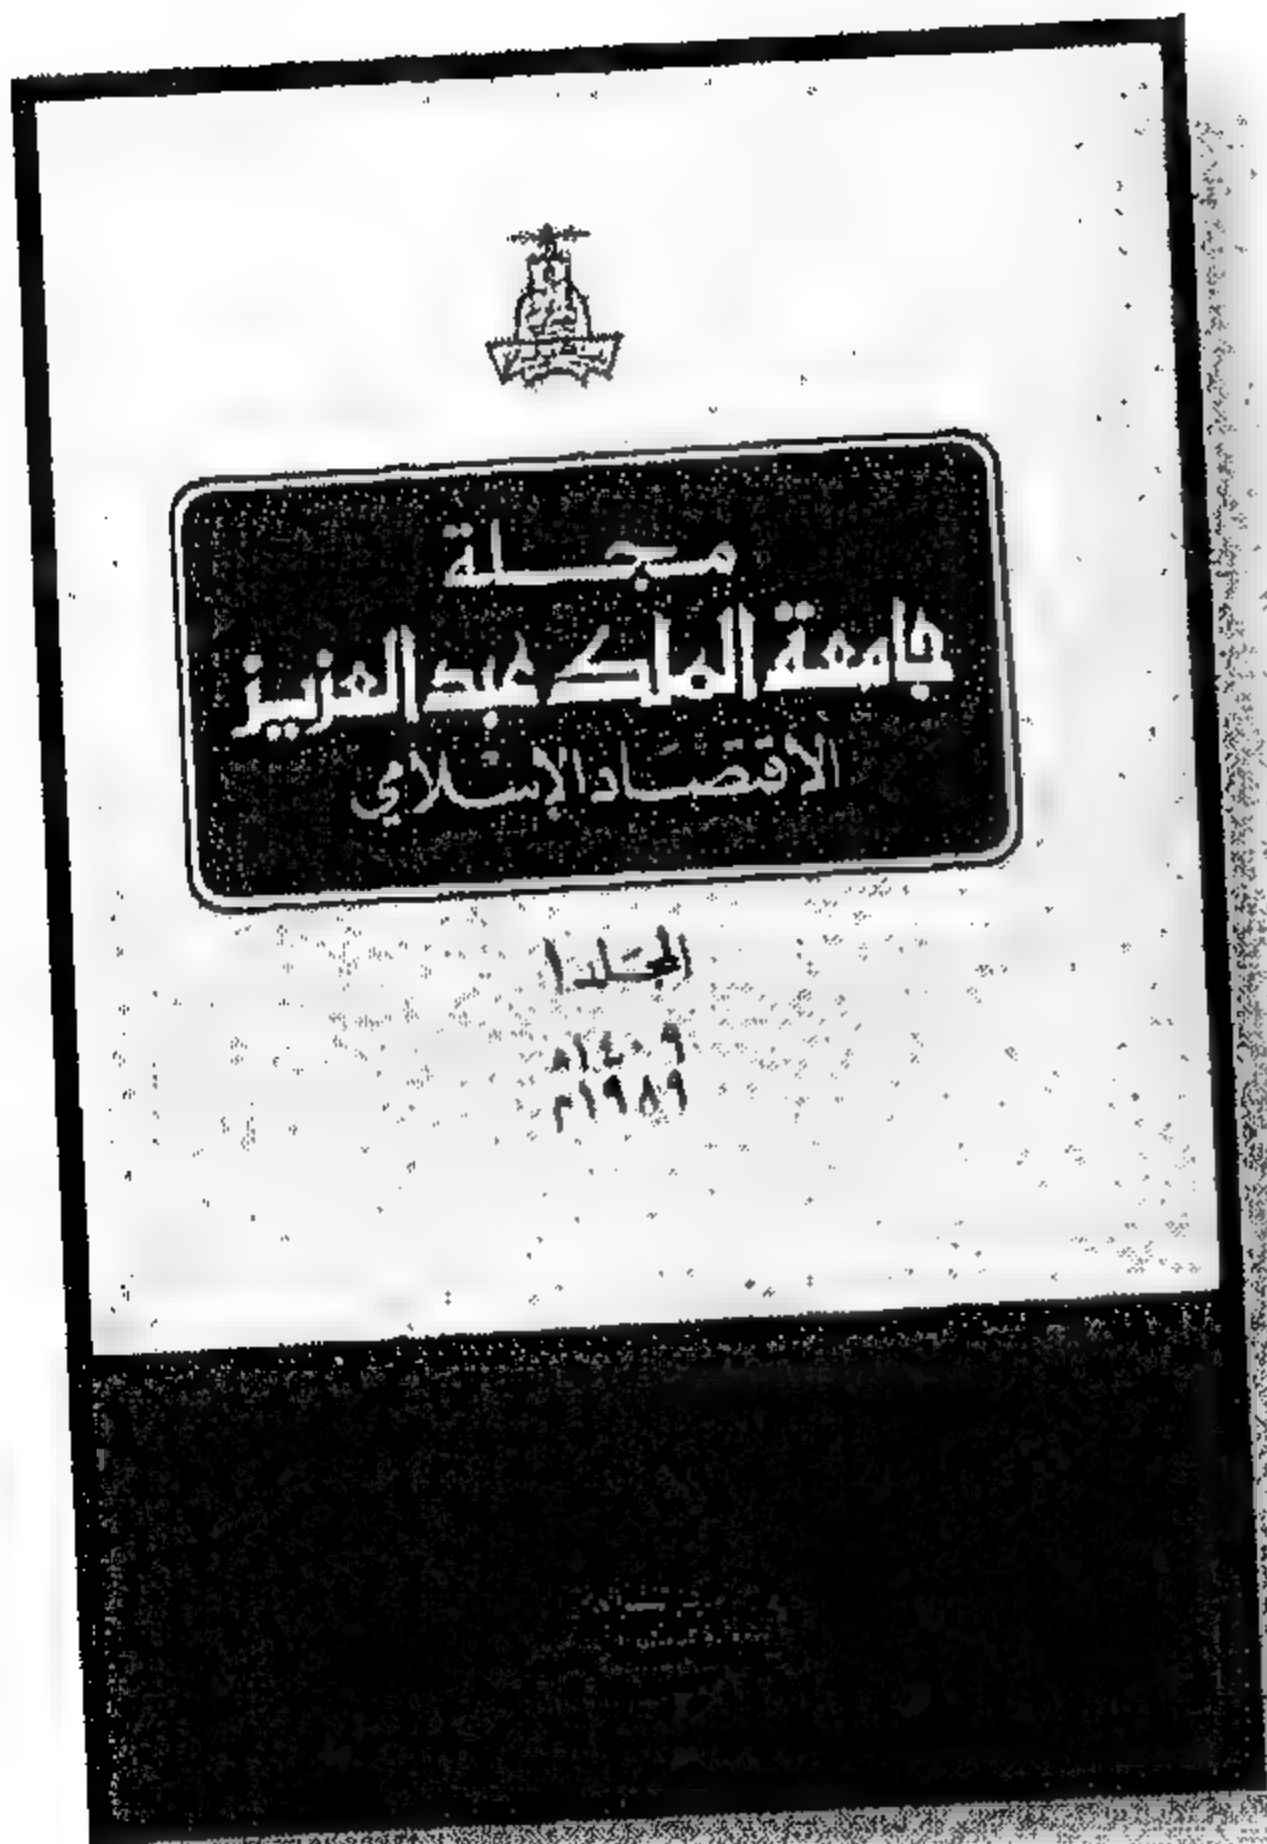 مجلة
جامعة الملك عبد العزيز
الاقتصاد الإسلامي
المجلد ١
١٤٠٩هـ
١٩٨٩م